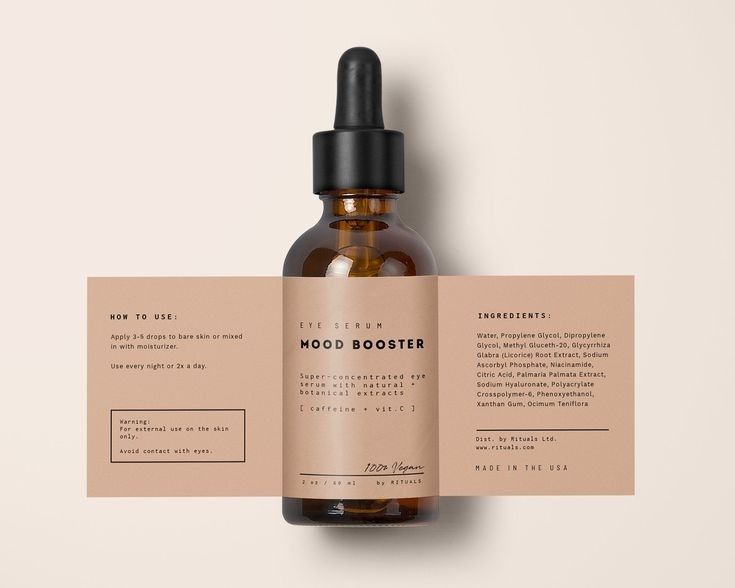 HOW TO USE:
Apply 3-5 drops to bare skin or mixed
in with moisturizer.
Use every night or 2x a day.
Warning:
For external use on the skin
only.
Avoid contact with eyes.
EYE SERUM
MOOD BOOSTER
Super-concentrated eye
serum with natural +
botanical extracts
[ caffeine + vit.C ]
100% Vegan
2 oz / 60 ml by RITUALS
INGREDIENTS:
Water, Propylene Glycol, Dipropylene
Glycol, Methyl Gluceth-20, Glycyrrhiza
Glabra (Licorice) Root Extract, Sodium
Ascorbyl Phosphate, Niacinamide,
Citric Acid, Palmaria Palmata Extract,
Sodium Hyaluronate, Polyacrylate
Crosspolymer-6, Phenoxyethanol,
Xanthan Gum, Ocimum Teniflora
Dist. by Rituals Ltd.
www.rituals.com
MADE IN THE USA